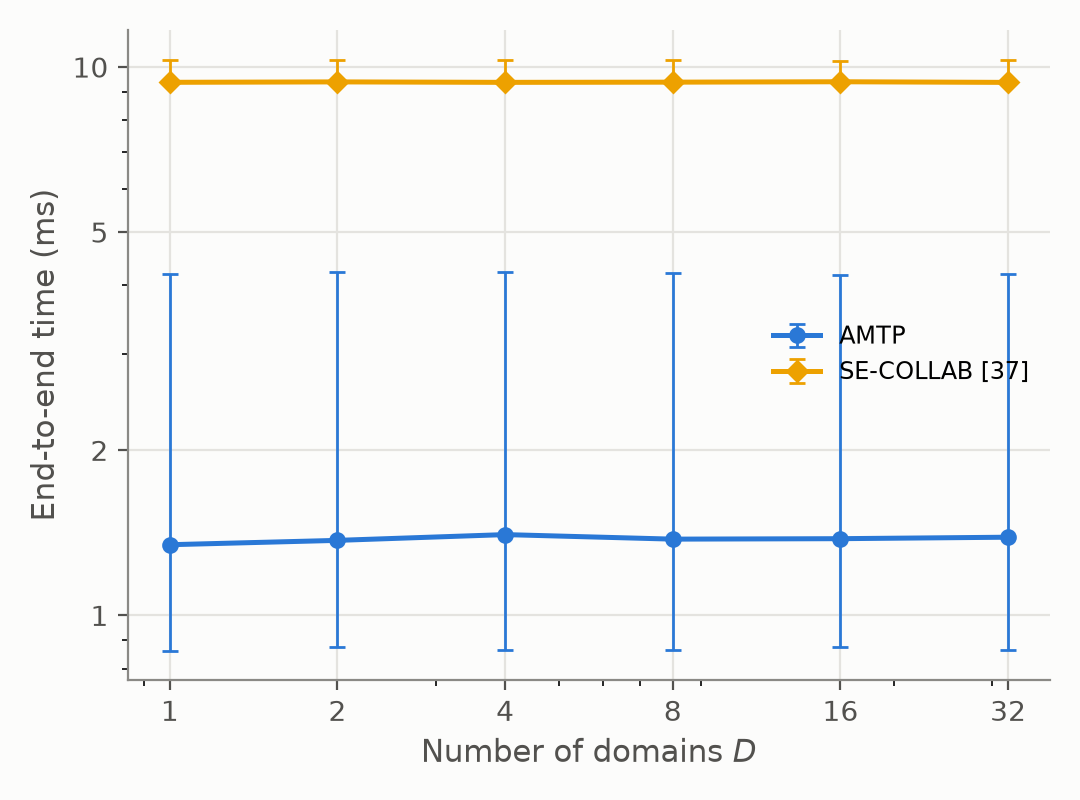 10
5
2
1
End-to-end time (ms)
AMTP
SE-COLLAB [37]
1 2 4 8 16 32
Number of domains D